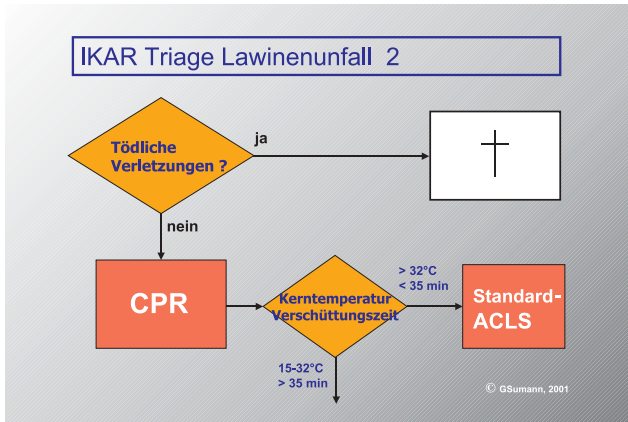 IKAR Triage Lawinenunfall 2
Tödliche
Verletzungen ?
ja
nein
CPR
Kerntemperatur
Verschüttungszeit
> 32°C
< 35 min
Standard-
ACLS
15-32°C
> 35 min
© GSumann, 2001